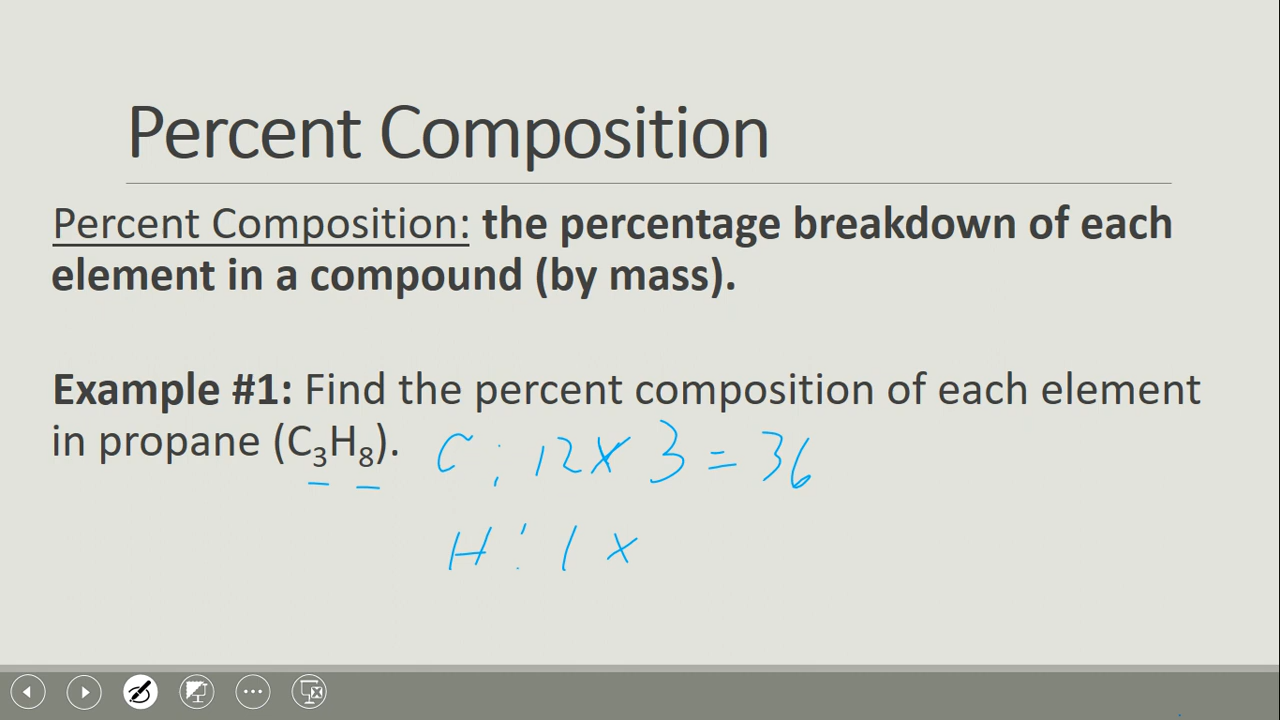 Percent Composition
Percent Composition: the percentage breakdown of each
element in a compound (by mass).
Example #1: Find the percent composition of each element
in propane (C₃H₈). C : 12 x 3 = 36
H : 1 x